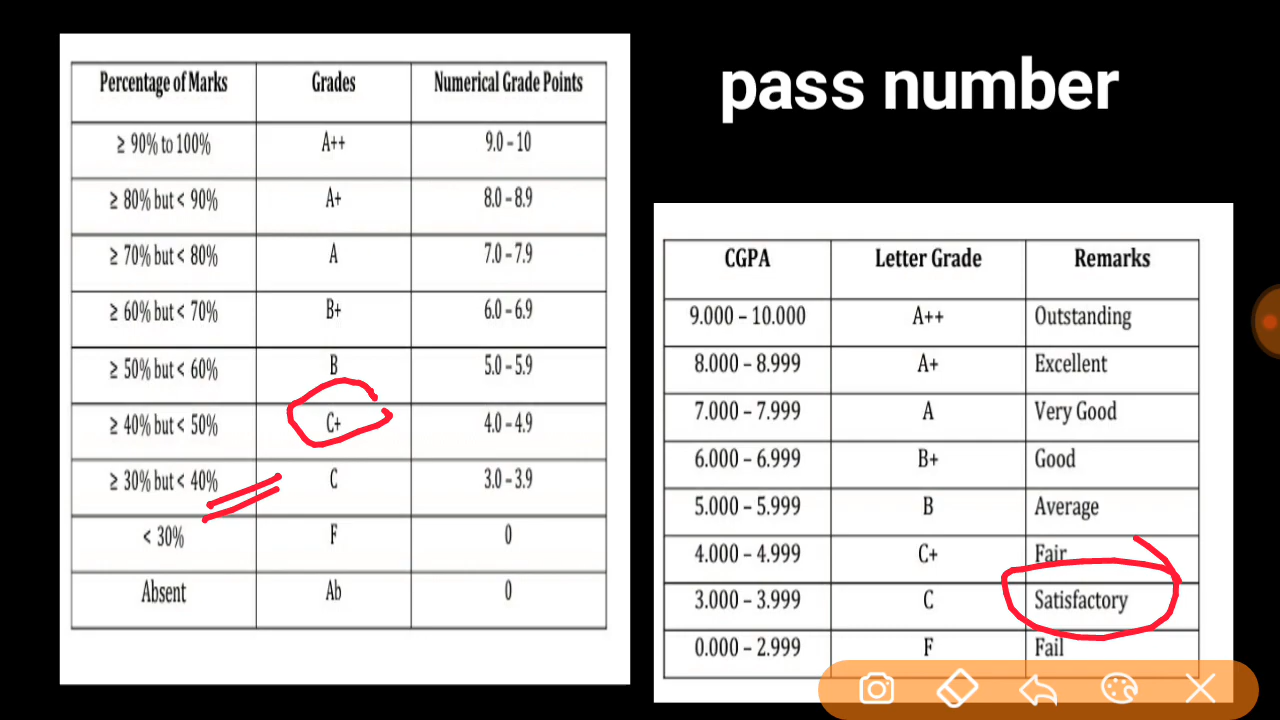 pass number
Percentage of Marks Grades Numerical Grade Points
≥ 90% to 100% A++ 9.0 – 10
≥ 80% but < 90% A+ 8.0 – 8.9
≥ 70% but < 80% A 7.0 – 7.9
≥ 60% but < 70% B+ 6.0 – 6.9
≥ 50% but < 60% B 5.0 – 5.9
≥ 40% but < 50% C+ 4.0 – 4.9
≥ 30% but < 40% C 3.0 – 3.9
< 30% F 0
Absent Ab 0
CGPA Letter Grade Remarks
9.000 – 10.000 A++ Outstanding
8.000 – 8.999 A+ Excellent
7.000 – 7.999 A Very Good
6.000 – 6.999 B+ Good
5.000 – 5.999 B Average
4.000 – 4.999 C+ Fair
3.000 – 3.999 C Satisfactory
0.000 – 2.999 F Fail